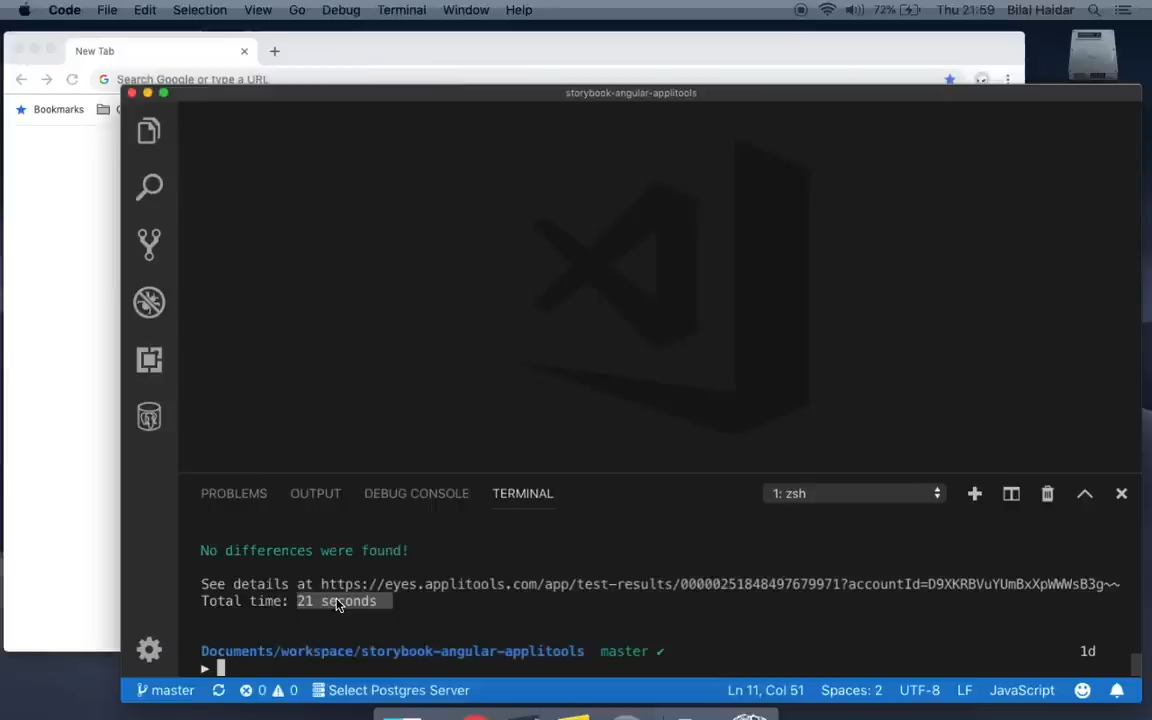 Code File Edit Selection View Go Debug Terminal Window Help 72% Thu 21:59 Bilal Haidar
New Tab
Search Google or type a URL
Bookmarks
storybook-angular-applitools
PROBLEMS OUTPUT DEBUG CONSOLE TERMINAL 1: zsh
No differences were found!
See details at https://eyes.applitools.com/app/test-results/00000251848497679971?accountId=D9XKRBVuYUmBxXpWWWsB3g~~
Total time: 21 seconds
Documents/workspace/storybook-angular-applitools master ✔ 1d
master 0 0 Select Postgres Server Ln 11, Col 51 Spaces: 2 UTF-8 LF JavaScript